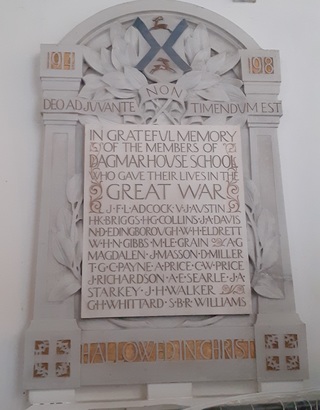 1914 1918
NON
DEO ADJUVANTE TIMENDUM EST
IN GRATEFUL MEMORY
OF THE MEMBERS OF
DAGMAR HOUSE SCHOOL
WHO GAVE THEIR LIVES IN THE
GREAT WAR
J·F·L·ADCOCK·V·J·AUSTIN
H·K·BRIGGS·H·G·COLLINS·J·A·DAVIS
N·D·EDINGBOROUGH·W·H·ELDRETT
W·H·N·GIBBS·M·L·E·GRAIN·A·G
MAGDALEN·J·MASSON·D·MILLER
T·G·C·PAYNE·A·PRICE·C·W·PRICE
J·RICHARDSON·A·E·SEARLE·J·A
STARKEY·J·H·WALKER
G·H·WHITTARD·S·B·R·WILLIAMS
HALLOWED IN CHRIST